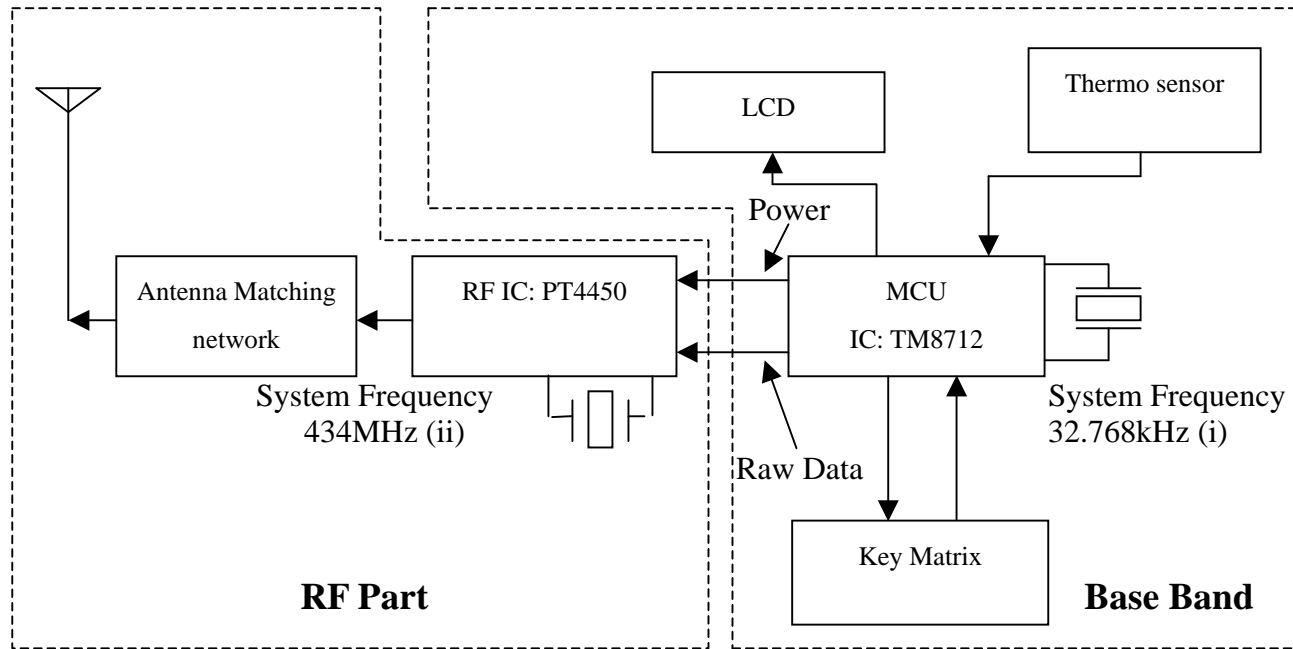 Thermo sensor
LCD
Power
Antenna Matching
network
RF IC: PT4450
MCU
IC: TM8712
System Frequency
434MHz (ii)
System Frequency
32.768kHz (i)
Raw Data
Key Matrix
RF Part
Base Band